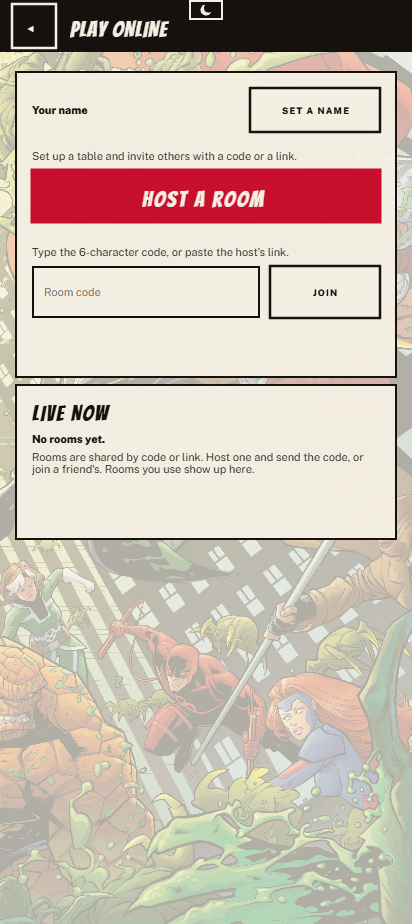 PLAY ONLINE
Your name
SET A NAME
Set up a table and invite others with a code or a link.
HOST A ROOM
Type the 6-character code, or paste the host's link.
Room code
JOIN
LIVE NOW
No rooms yet.
Rooms are shared by code or link. Host one and send the code, or
join a friend's. Rooms you use show up here.